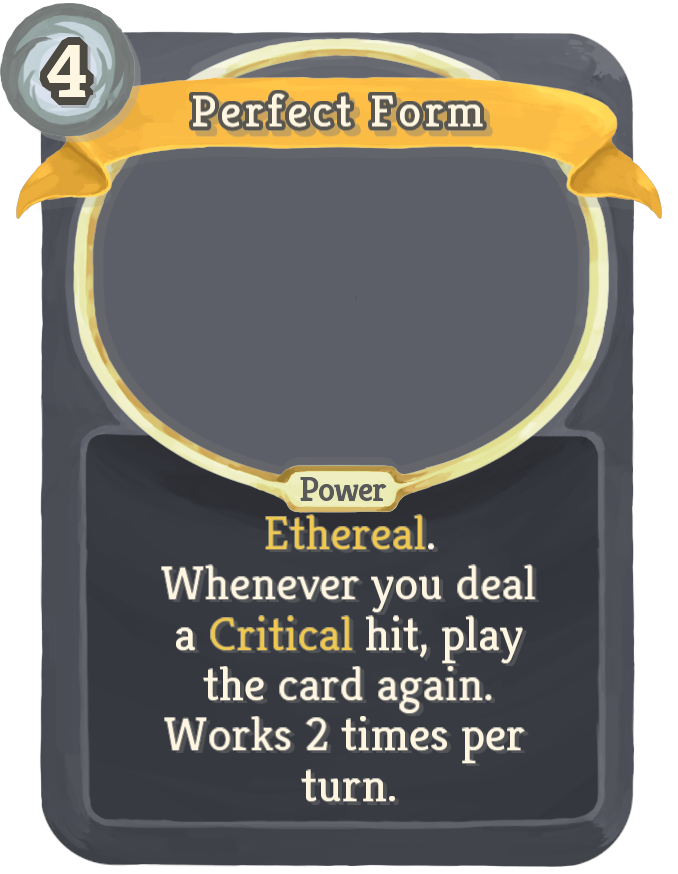 4
Perfect Form
Power
Ethereal.
Whenever you deal
a Critical hit, play
the card again.
Works 2 times per
turn.